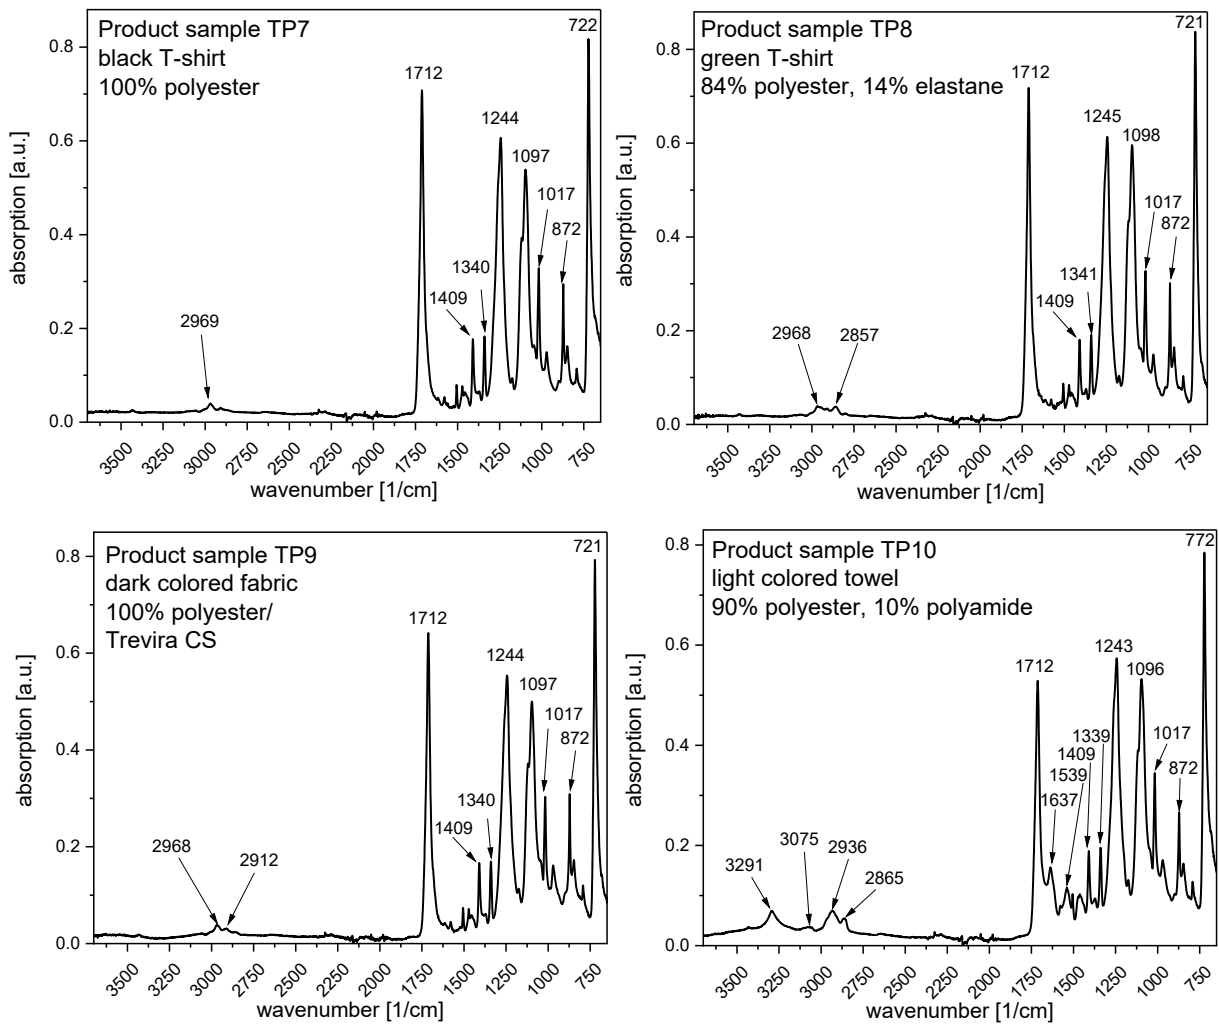 Product sample TP7
black T-shirt
100% polyester
722
1712
1244
1097
1017
872
1340
1409
2969
0.8
0.6
0.4
0.2
0.0
absorption [a.u.]
3500 3250 3000 2750 2500 2250 2000 1750 1500 1250 1000 750
wavenumber [1/cm]
Product sample TP8
green T-shirt
84% polyester, 14% elastane
721
1712
1245
1098
1017
872
1341
1409
2968
2857
0.8
0.6
0.4
0.2
0.0
absorption [a.u.]
3500 3250 3000 2750 2500 2250 2000 1750 1500 1250 1000 750
wavenumber [1/cm]
Product sample TP9
dark colored fabric
100% polyester/
Trevira CS
721
1712
1244
1097
1017
872
1340
1409
2968
2912
0.8
0.6
0.4
0.2
0.0
absorption [a.u.]
3500 3250 3000 2750 2500 2250 2000 1750 1500 1250 1000 750
wavenumber [1/cm]
Product sample TP10
light colored towel
90% polyester, 10% polyamide
772
1712
1243
1096
1017
872
1339
1409
1539
1637
3291
3075
2936
2865
0.8
0.6
0.4
0.2
0.0
absorption [a.u.]
3500 3250 3000 2750 2500 2250 2000 1750 1500 1250 1000 750
wavenumber [1/cm]